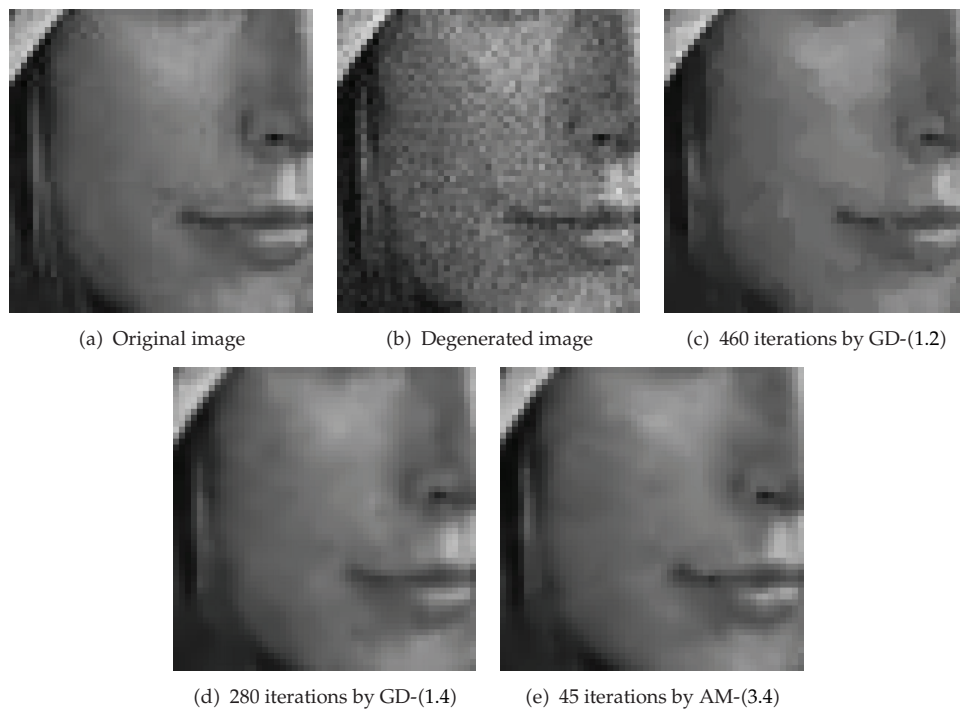 (a) Original image
(b) Degenerated image
(c) 460 iterations by GD-(1.2)
(d) 280 iterations by GD-(1.4)
(e) 45 iterations by AM-(3.4)